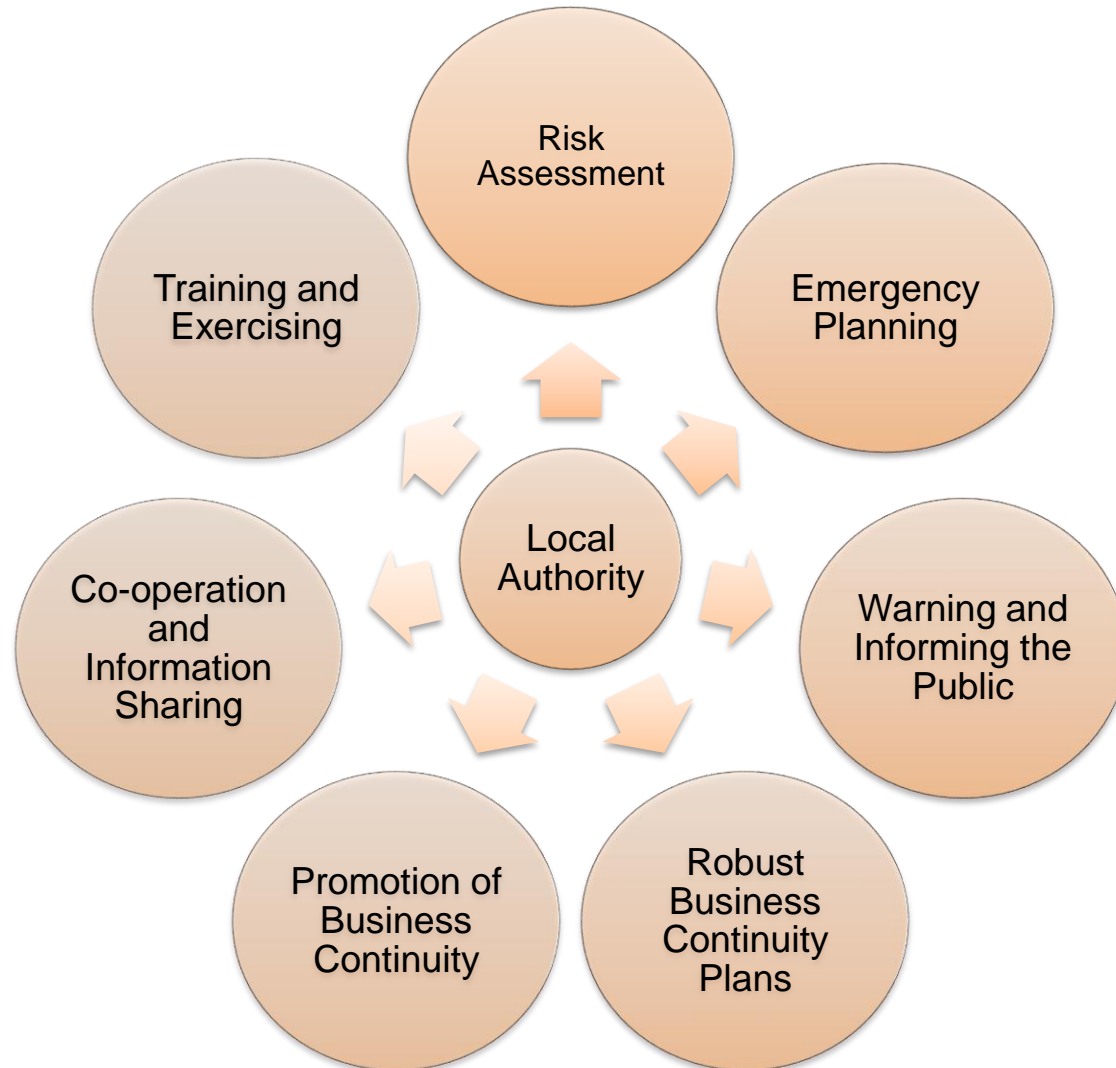 Risk
Assessment
Emergency
Planning
Warning and
Informing the
Public
Robust
Business
Continuity
Plans
Promotion of
Business
Continuity
Co-operation
and
Information
Sharing
Training and
Exercising
Local
Authority